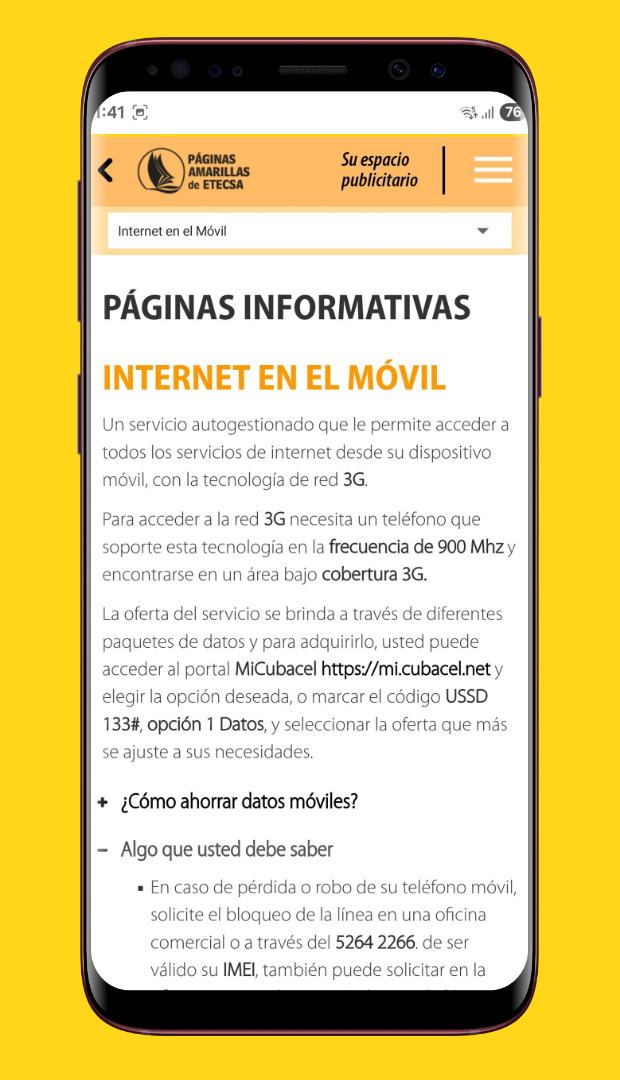 :41
76
PÁGINAS
AMARILLAS
de ETECSA
Su espacio
publicitario
Internet en el Móvil
PÁGINAS INFORMATIVAS
INTERNET EN EL MÓVIL
Un servicio autogestionado que le permite acceder a
todos los servicios de internet desde su dispositivo
móvil, con la tecnología de red 3G.
Para acceder a la red 3G necesita un teléfono que
soporte esta tecnología en la frecuencia de 900 Mhz y
encontrarse en un área bajo cobertura 3G.
La oferta del servicio se brinda a través de diferentes
paquetes de datos y para adquirirlo, usted puede
acceder al portal MiCubacel https://mi.cubacel.net y
elegir la opción deseada, o marcar el código USSD
133#, opción 1 Datos, y seleccionar la oferta que más
se ajuste a sus necesidades.
+ ¿Cómo ahorrar datos móviles?
– Algo que usted debe saber
▪ En caso de pérdida o robo de su teléfono móvil,
solicite el bloqueo de la línea en una oficina
comercial o a través del 5264 2266. de ser
válido su IMEI, también puede solicitar en la